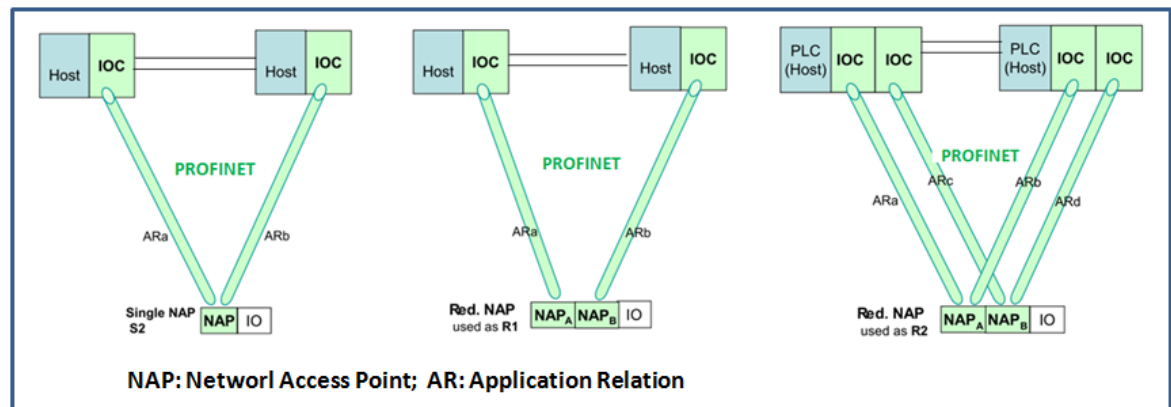 Host IOC
Host IOC
PROFINET
ARa
ARb
Single NAP
S2
NAP IO
Host IOC
Host IOC
PROFINET
ARa
ARb
Red. NAP
used as R1
NAPA NAPB IO
PLC
(Host)
IOC IOC
PLC
(Host)
IOC IOC
PROFINET
ARc
ARb
ARa
ARd
Red. NAP
used as R2
NAPA NAPB IO
NAP: Networl Access Point; AR: Application Relation